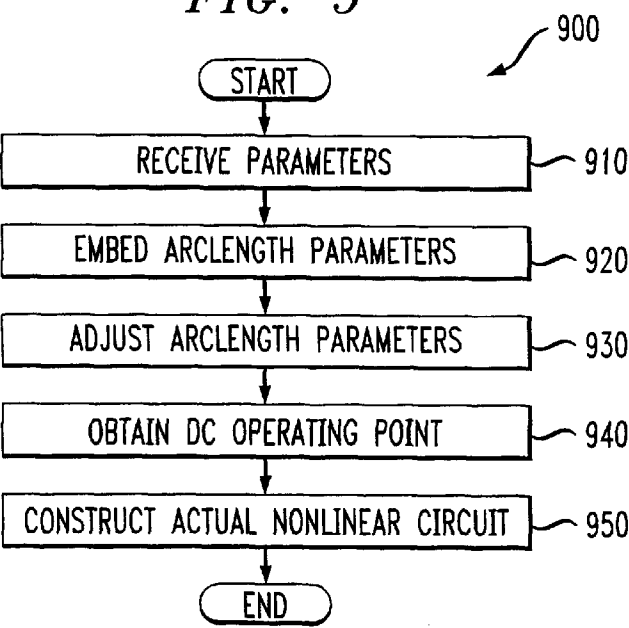 FIG.
900
START
RECEIVE PARAMETERS 910
EMBED ARCLENGTH PARAMETERS 920
ADJUST ARCLENGTH PARAMETERS 930
OBTAIN DC OPERATING POINT 940
CONSTRUCT ACTUAL NONLINEAR CIRCUIT 950
END